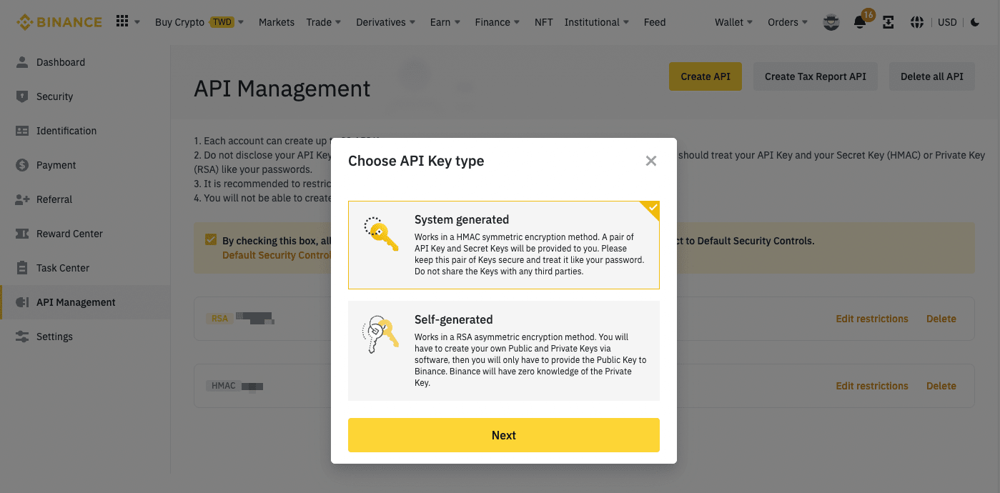 BINANCE
Buy Crypto TWD Markets Trade Derivatives Earn Finance NFT Institutional Feed Wallet Orders 16 USD
Dashboard
Security
Identification
Payment
Referral
Reward Center
Task Center
API Management
Settings
API Management
Create API Create Tax Report API Delete all API
1. Each account can create up
2. Do not disclose your API Key should treat your API Key and your Secret Key (HMAC) or Private Key
(RSA) like your passwords.
3. It is recommended to restric
4. You will not be able to create
By checking this box, all ct to Default Security Controls.
Default Security Control
RSA Edit restrictions Delete
HMAC Edit restrictions Delete
Choose API Key type
System generated
Works in a HMAC symmetric encryption method. A pair of
API Key and Secret Keys will be provided to you. Please
keep this pair of Keys secure and treat it like your password.
Do not share the Keys with any third parties.
Self-generated
Works in a RSA asymmetric encryption method. You will
have to create your own Public and Private Keys via
software, then you will only have to provide the Public Key to
Binance. Binance will have zero knowledge of the Private
Key.
Next